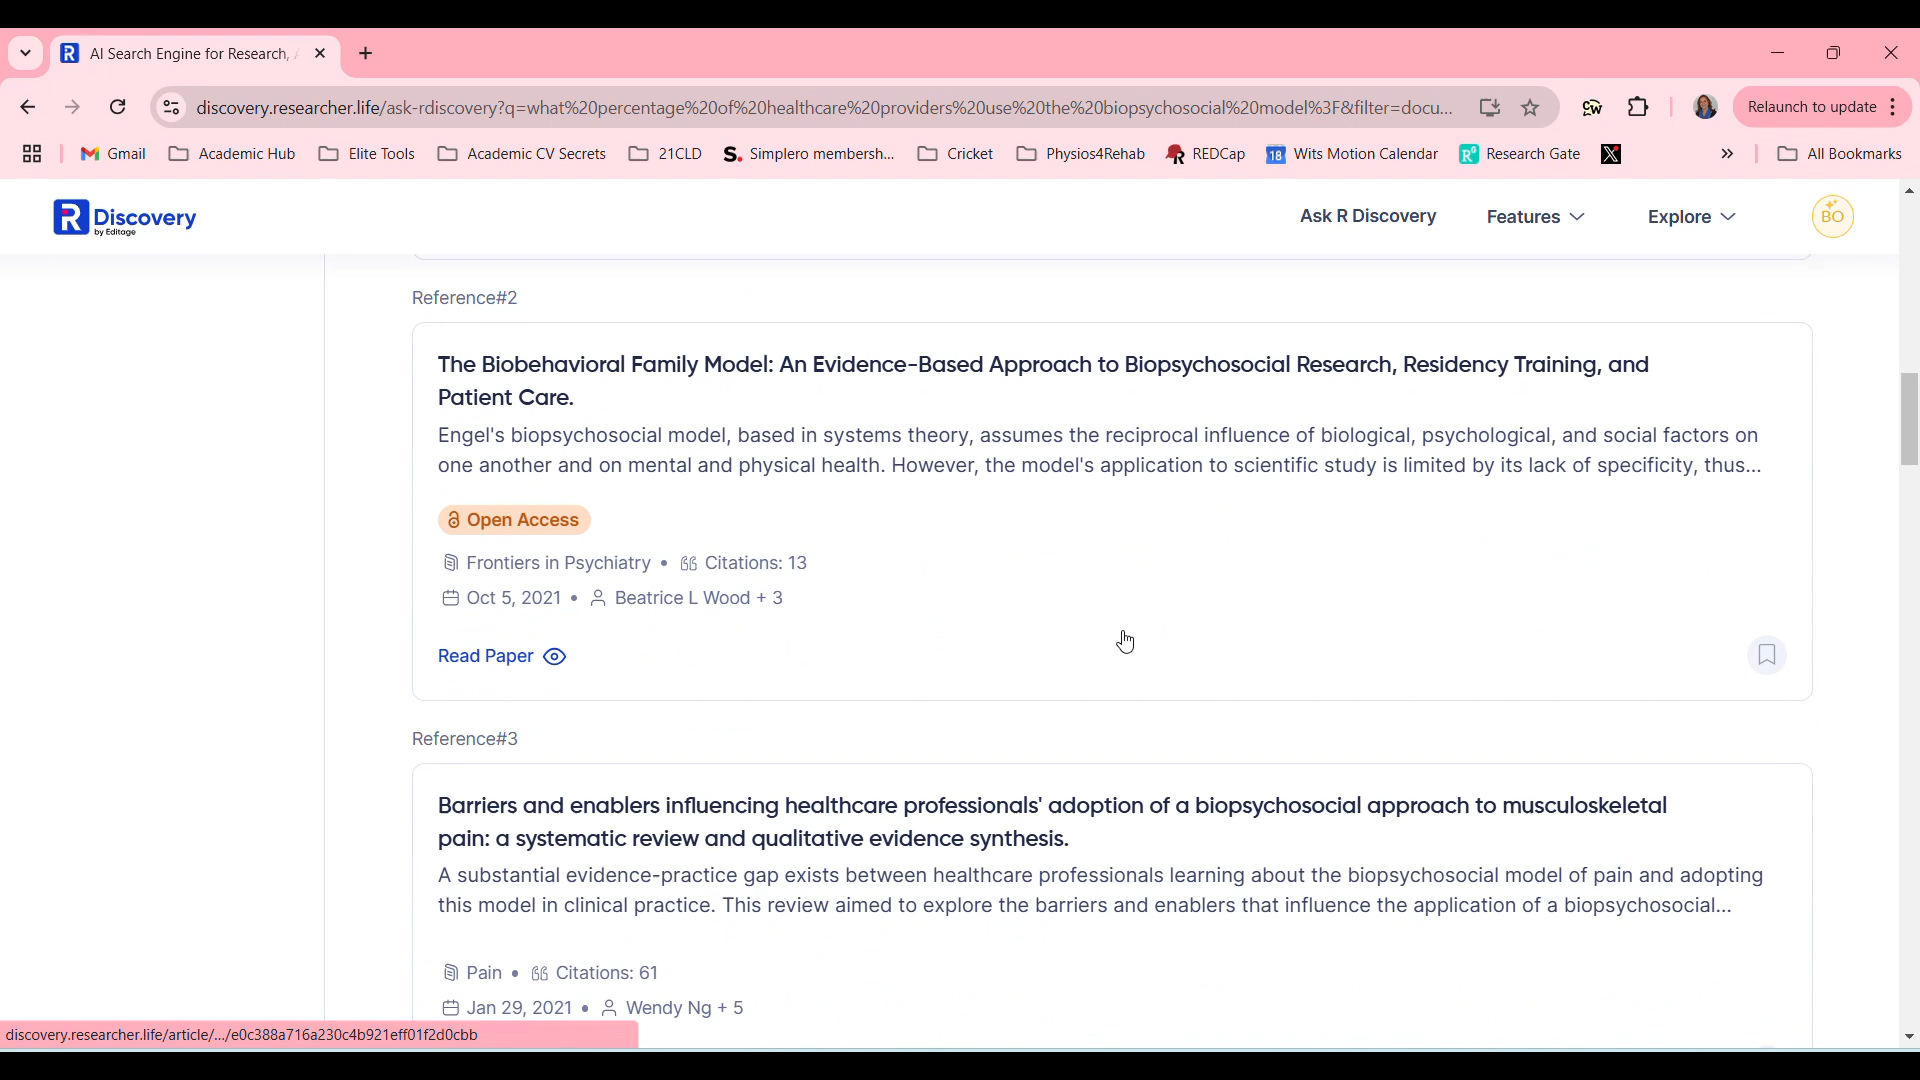 AI Search Engine for Research,
discovery.researcher.life/ask-rdiscovery?q=what%20percentage%20of%20healthcare%20providers%20use%20the%20biopsychosocial%20model%3F&filter=docu...
Relaunch to update
Gmail
Academic Hub
Elite Tools
Academic CV Secrets
21CLD
S. Simplero membersh...
Cricket
Physios4Rehab
REDCap
18 Wits Motion Calendar
Research Gate
All Bookmarks
R Discovery
by Editage
Ask R Discovery
Features
Explore
BO
Reference#2
The Biobehavioral Family Model: An Evidence-Based Approach to Biopsychosocial Research, Residency Training, and
Patient Care.
Engel's biopsychosocial model, based in systems theory, assumes the reciprocal influence of biological, psychological, and social factors on
one another and on mental and physical health. However, the model's application to scientific study is limited by its lack of specificity, thus...
Open Access
Frontiers in Psychiatry • Citations: 13
Oct 5, 2021 • Beatrice L Wood + 3
Read Paper
Reference#3
Barriers and enablers influencing healthcare professionals' adoption of a biopsychosocial approach to musculoskeletal
pain: a systematic review and qualitative evidence synthesis.
A substantial evidence-practice gap exists between healthcare professionals learning about the biopsychosocial model of pain and adopting
this model in clinical practice. This review aimed to explore the barriers and enablers that influence the application of a biopsychosocial...
Pain • Citations: 61
Jan 29, 2021 • Wendy Ng + 5
discovery.researcher.life/article/.../e0c388a716a230c4b921eff01f2d0cbb